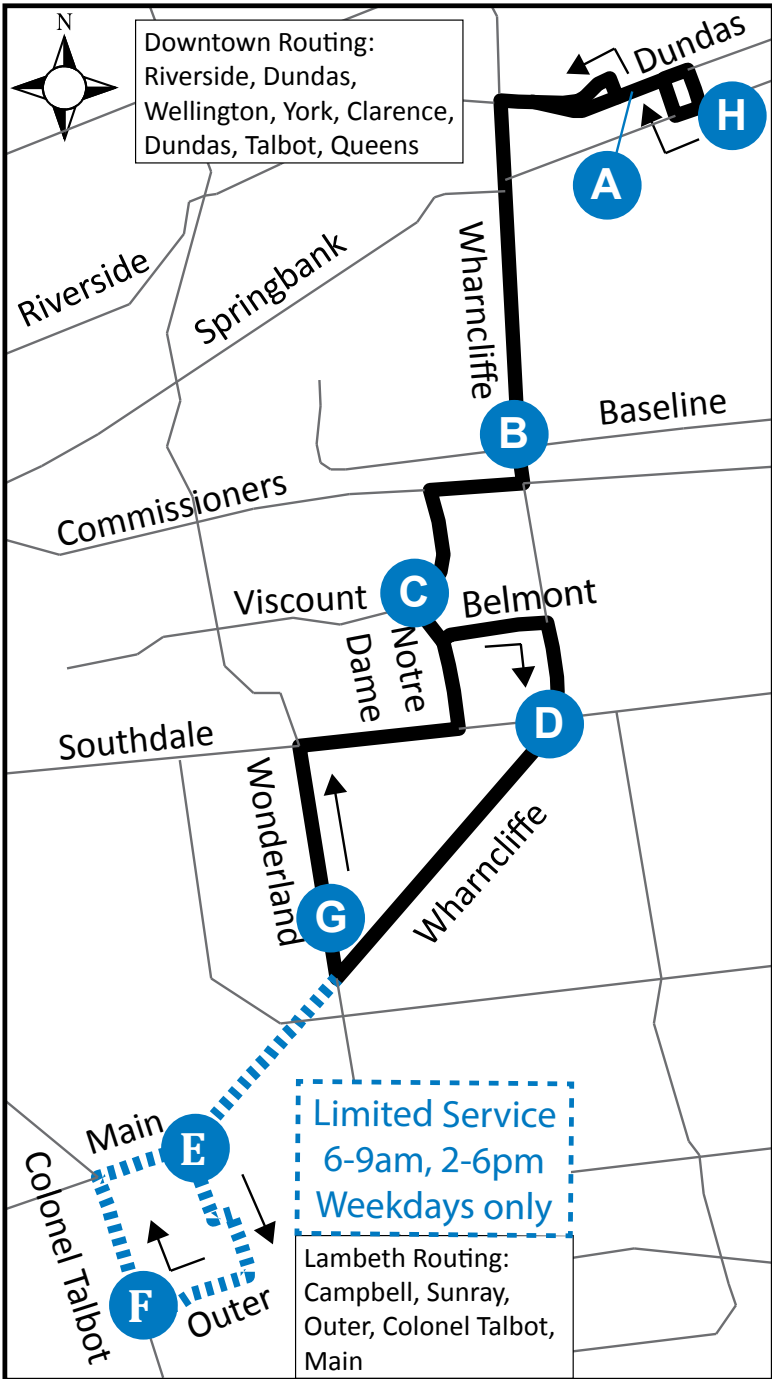 N
Downtown Routing:
Riverside, Dundas,
Wellington, York, Clarence,
Dundas, Talbot, Queens
Dundas
H
A
Riverside
Springbank
Wharncliffe
B
Baseline
Commissioners
C
Viscount
Belmont
Notre
Dame
D
Southdale
Wonderland
Wharncliffe
G
Limited Service
6-9am, 2-6pm
Weekdays only
Main
E
Colonel Talbot
F
Outer
Lambeth Routing:
Campbell, Sunray,
Outer, Colonel Talbot,
Main